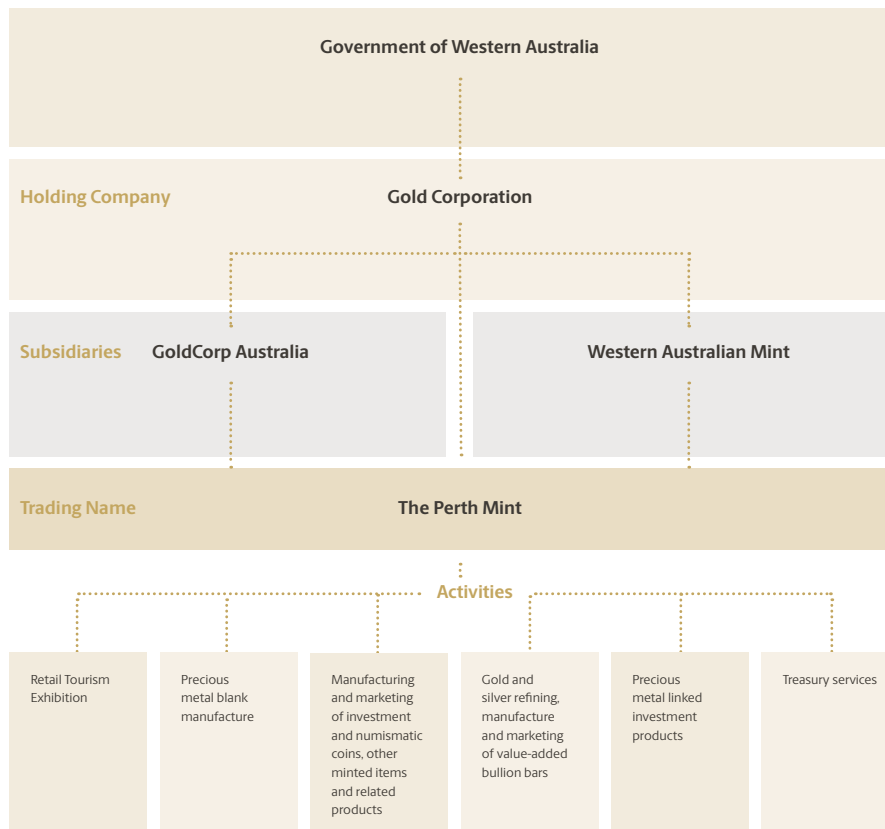 Government of Western Australia
Holding Company
Gold Corporation
Subsidiaries
GoldCorp Australia
Western Australian Mint
Trading Name
The Perth Mint
Activities
Retail Tourism
Exhibition
Precious
metal blank
manufacture
Manufacturing
and marketing
of investment
and numismatic
coins, other
minted items
and related
products
Gold and
silver refining,
manufacture
and marketing
of value-added
bullion bars
Precious
metal linked
investment
products
Treasury services